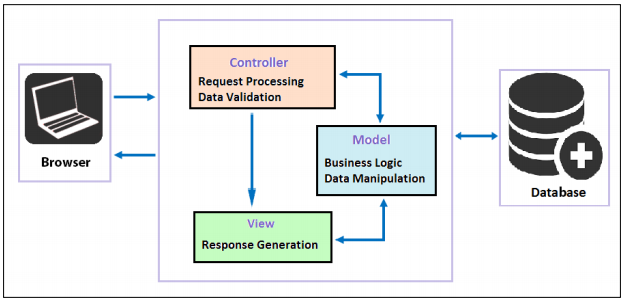 Controller
Request Processing
Data Validation
Model
Business Logic
Data Manipulation
View
Response Generation
Browser
Database